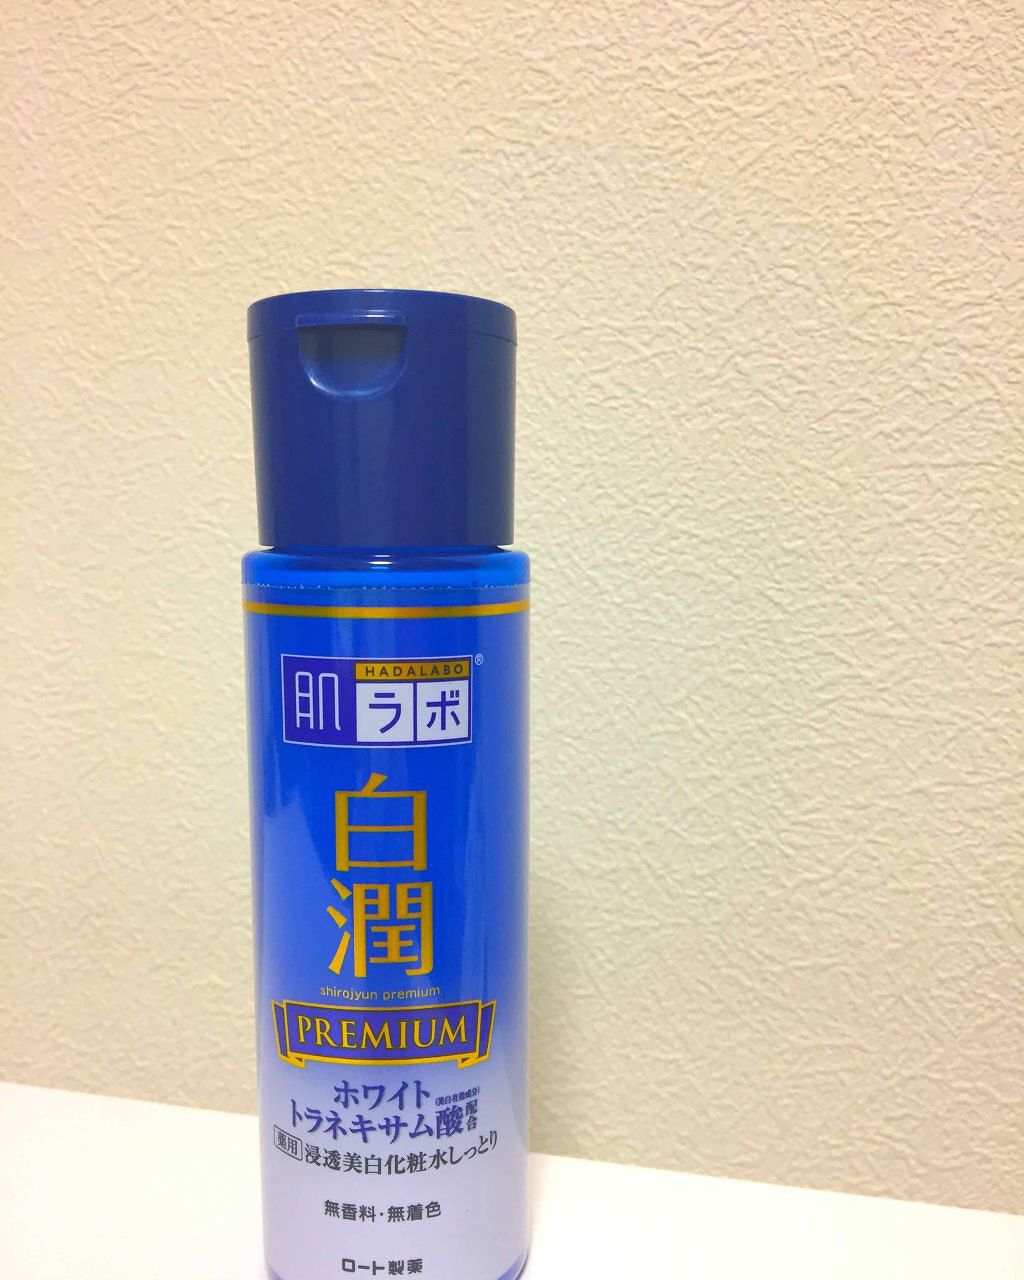 HADALABO
肌ラボ®
白潤
shirojyun premium
PREMIUM
ホワイト
トラネキサム酸(美白有効成分)配合
薬用 浸透美白化粧水しっとり
無香料・無着色
ロート製薬